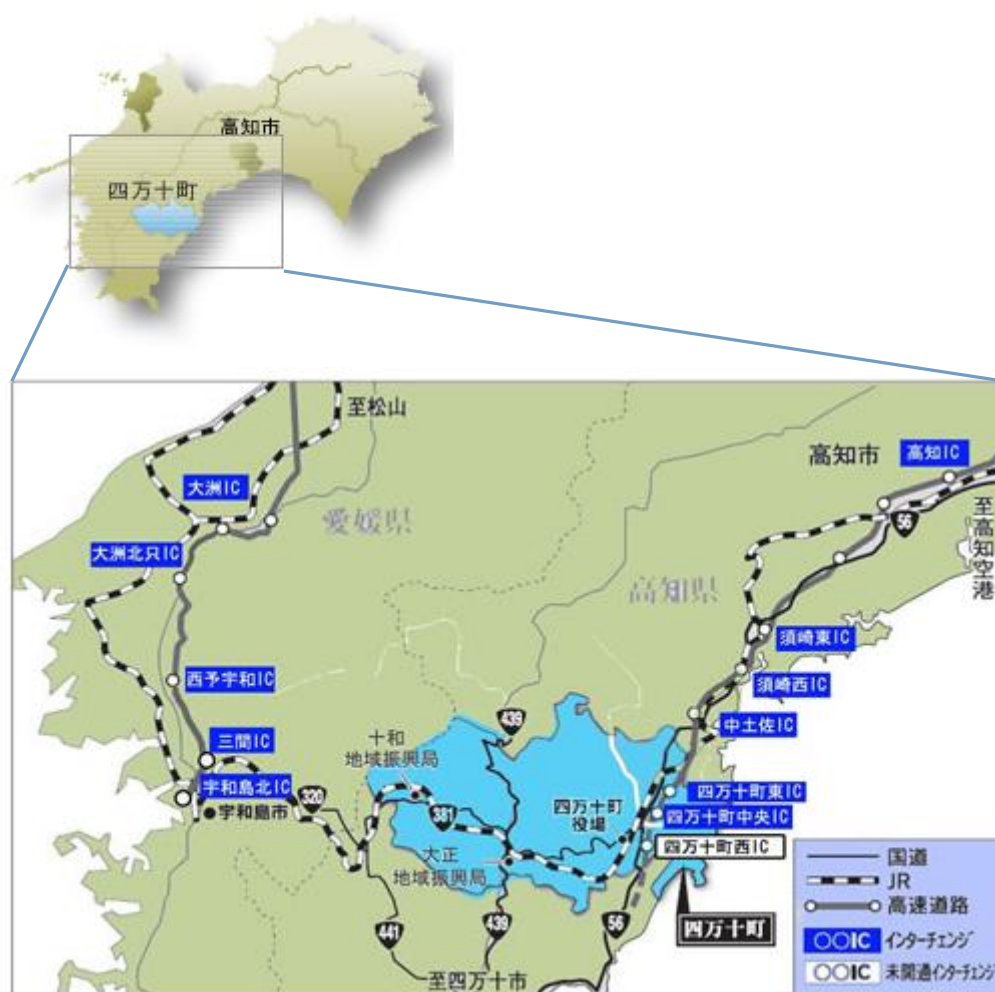 高知市
四万十町
至松山
大洲IC
愛媛県
大洲北只IC
高知市
高知IC
56
至高知空港
高知県
須崎東IC
西予宇和IC
須崎西IC
中土佐IC
三間IC
439
十和
地域振興局
宇和島北IC
宇和島市
320
381
四万十町
役場
四万十町東IC
四万十町中央IC
四万十町西IC
大正
地域振興局
441
439
56
四万十町
至四万十市
国道
JR
高速道路
○○IC インターチェンジ
○○IC 未開通インターチェンジ